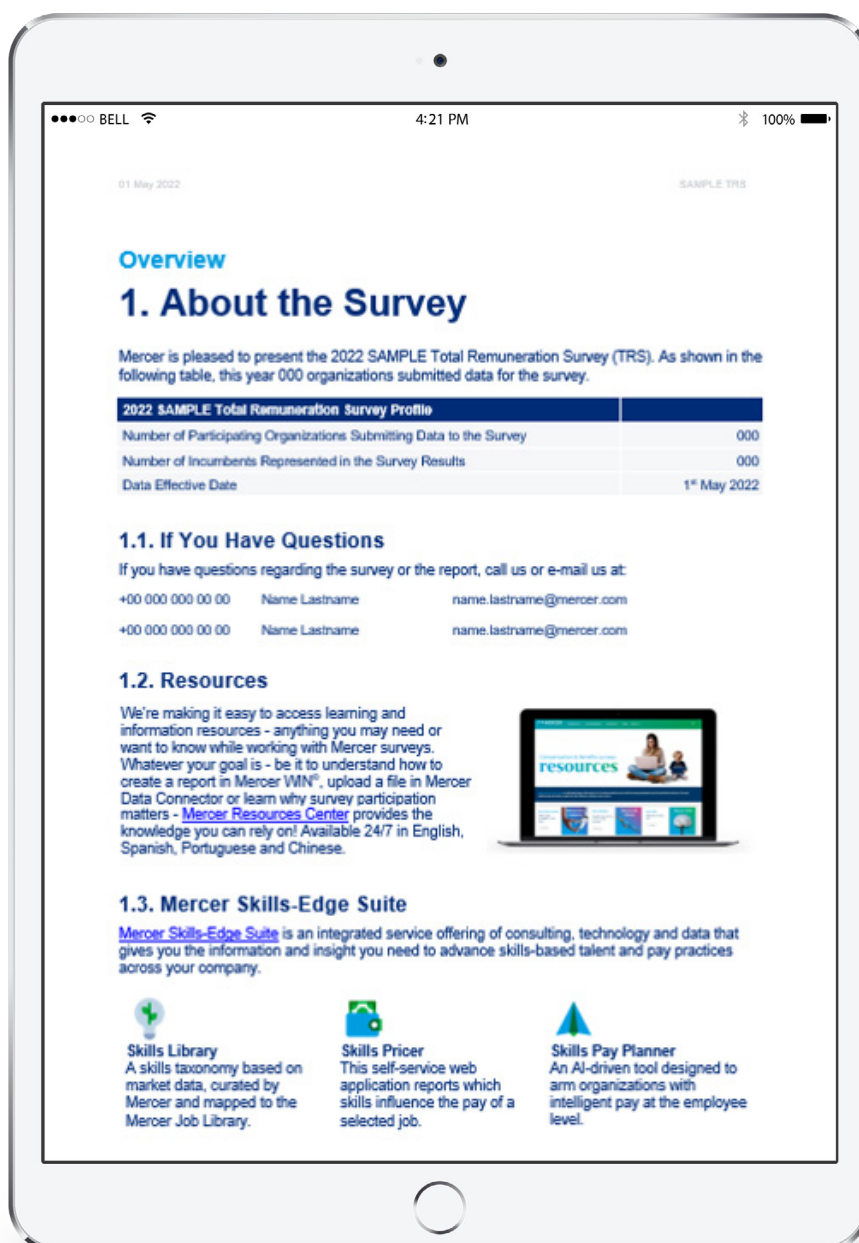 BELL 4:21 PM 100%
01 May 2022 SAMPLE TRS
Overview
1. About the Survey
Mercer is pleased to present the 2022 SAMPLE Total Remuneration Survey (TRS). As shown in the
following table, this year 000 organizations submitted data for the survey.
2022 SAMPLE Total Remuneration Survey Profile
Number of Participating Organizations Submitting Data to the Survey 000
Number of Incumbents Represented in the Survey Results 000
Data Effective Date 1st May 2022
1.1. If You Have Questions
If you have questions regarding the survey or the report, call us or e-mail us at:
+00 000 000 00 00 Name Lastname name.lastname@mercer.com
+00 000 000 00 00 Name Lastname name.lastname@mercer.com
1.2. Resources
We're making it easy to access learning and
information resources - anything you may need or
want to know while working with Mercer surveys.
Whatever your goal is - be it to understand how to
create a report in Mercer WIN®, upload a file in Mercer
Data Connector or learn why survey participation
matters - Mercer Resources Center provides the
knowledge you can rely on! Available 24/7 in English,
Spanish, Portuguese and Chinese.
resources
1.3. Mercer Skills-Edge Suite
Mercer Skills-Edge Suite is an integrated service offering of consulting, technology and data that
gives you the information and insight you need to advance skills-based talent and pay practices
across your company.
Skills Library
A skills taxonomy based on
market data, curated by
Mercer and mapped to the
Mercer Job Library.
Skills Pricer
This self-service web
application reports which
skills influence the pay of a
selected job.
Skills Pay Planner
An AI-driven tool designed to
arm organizations with
intelligent pay at the employee
level.